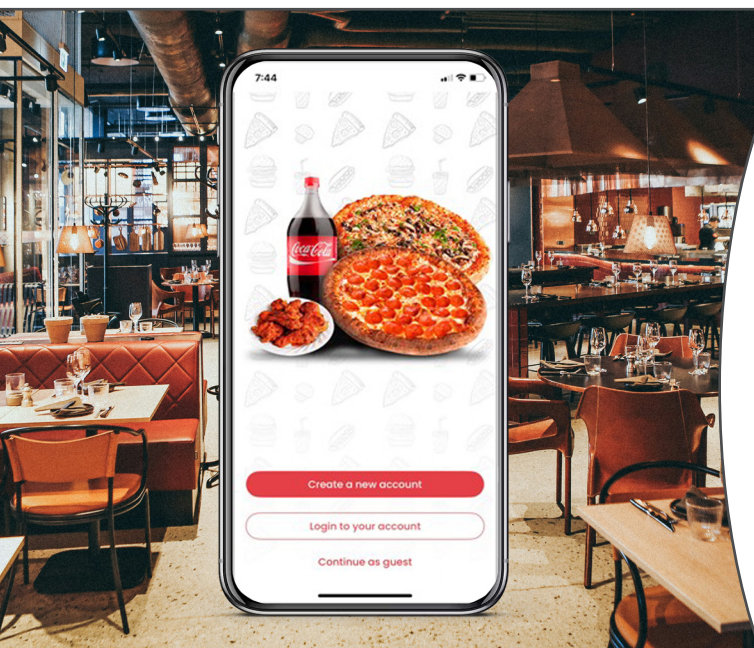 7:44
Coca-Cola
Create a new account
Login to your account
Continue as guest